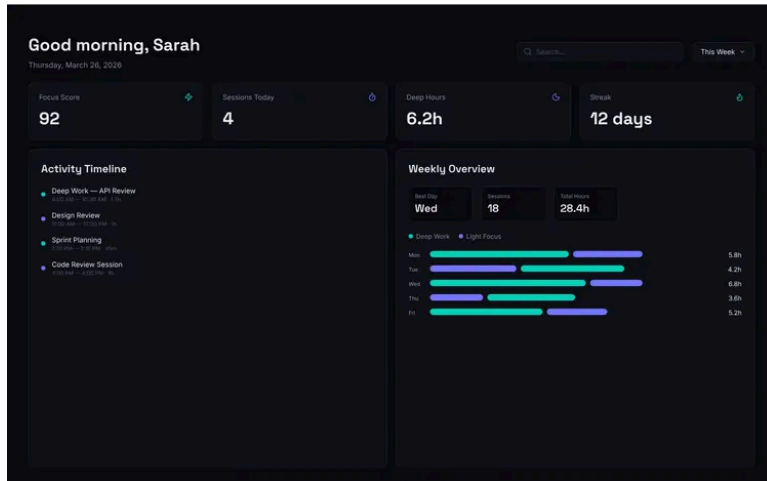 Good morning, Sarah
Thursday, March 26, 2026
Search...
This Week
Focus Score
92
Sessions Today
4
Deep Hours
6.2h
Streak
12 days
Activity Timeline
Deep Work — API Review
Design Review
Sprint Planning
Code Review Session
Weekly Overview
Best Day
Wed
Sessions
18
Total Hours
28.4h
Deep Work
Light Focus
Mon 5.8h
Tue 4.2h
Wed 6.8h
Thu 3.6h
Fri 5.2h